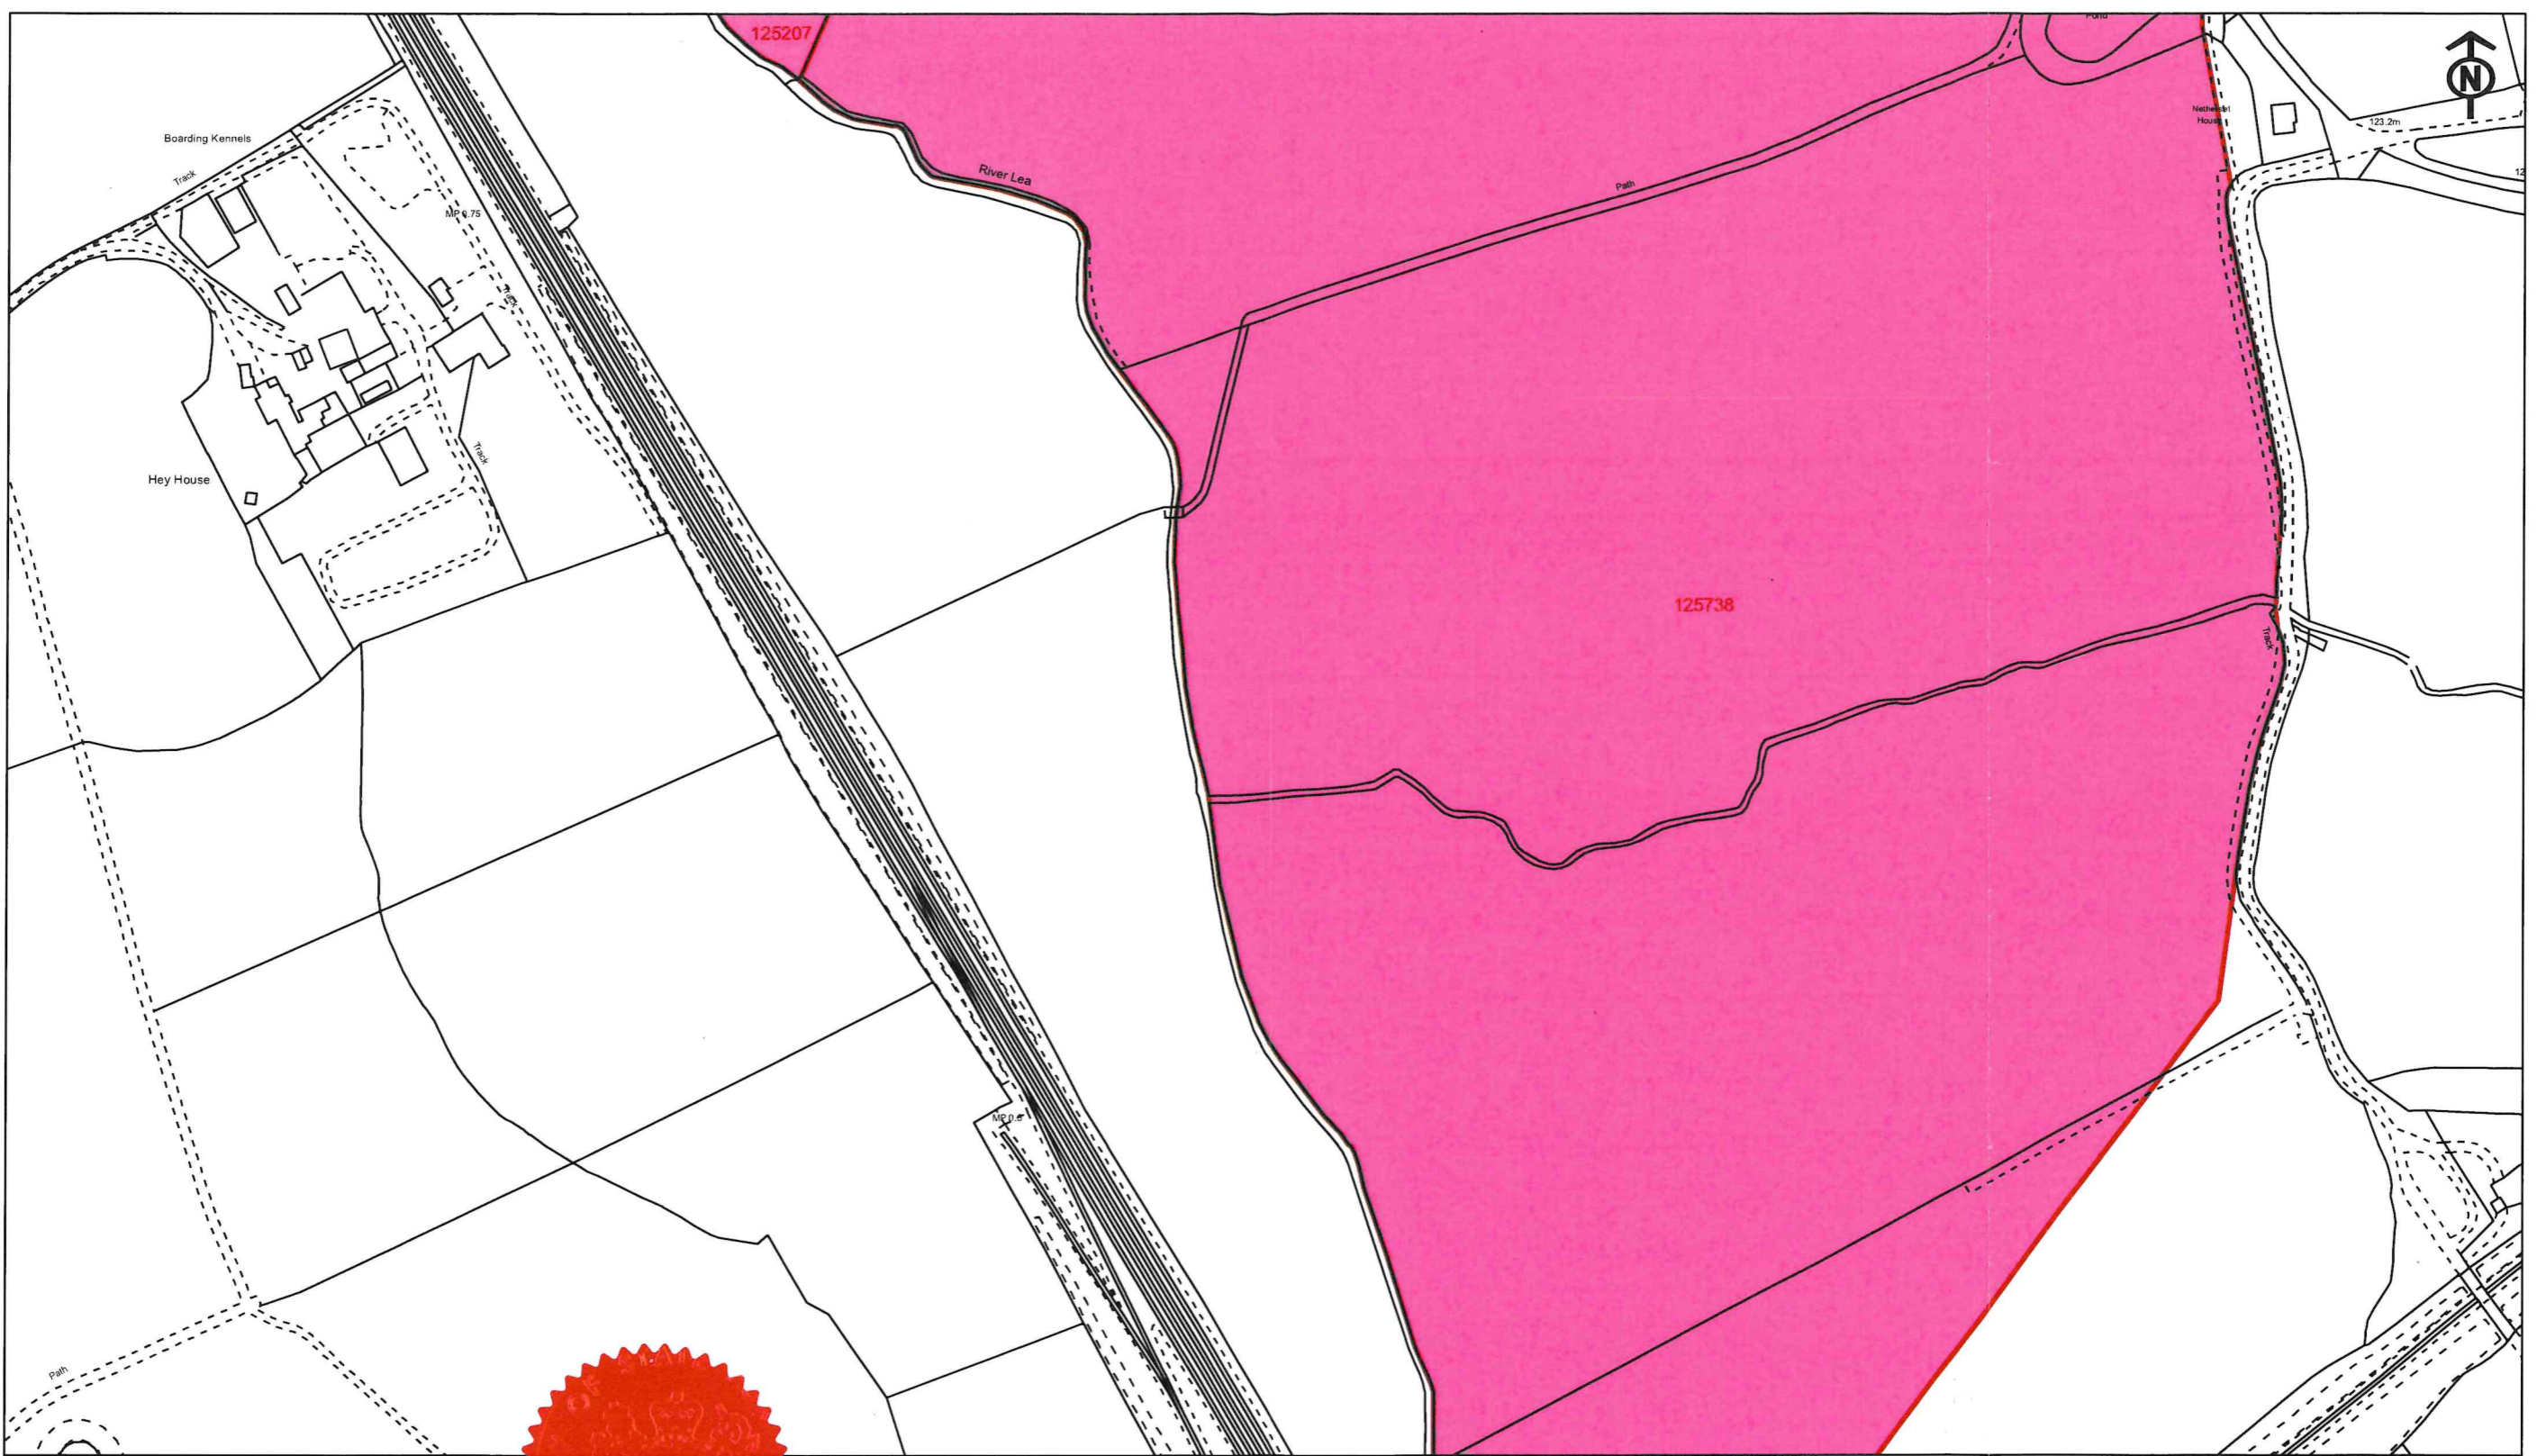 125207
Pond
N
Boarding Kennels
Track
River Lea
MP 0.75
Path
House
123.2m
12
Track
Hey House
Track
125738
Track
MP 0.5
Path